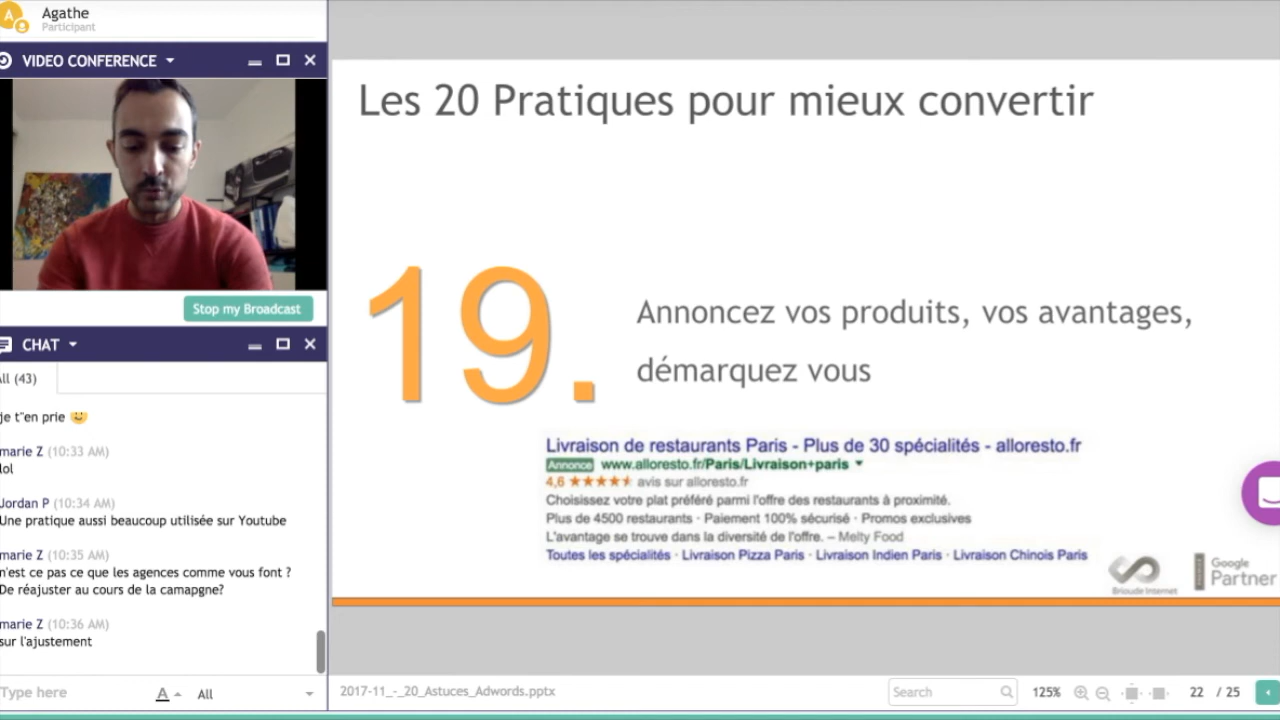 A
Agathe
Participant
VIDEO CONFERENCE
Stop my Broadcast
CHAT
All (43)
je t"en prie
marie Z (10:33 AM)
lol
Jordan P (10:34 AM)
Une pratique aussi beaucoup utilisée sur Youtube
marie Z (10:35 AM)
n'est ce pas ce que les agences comme vous font ?
De réajuster au cours de la camapgne?
marie Z (10:36 AM)
sur l'ajustement
Type here
A
All
Les 20 Pratiques pour mieux convertir
19.
Annoncez vos produits, vos avantages,
démarquez vous
Livraison de restaurants Paris - Plus de 30 spécialités - alloresto.fr
Annonce www.alloresto.fr/Paris/Livraison+paris
4,6 ★★★★★ avis sur alloresto.fr
Choisissez votre plat préféré parmi l'offre des restaurants à proximité.
Plus de 4500 restaurants · Paiement 100% sécurisé · Promos exclusives
L'avantage se trouve dans la diversité de l'offre. – Melty Food
Toutes les spécialités · Livraison Pizza Paris · Livraison Indien Paris · Livraison Chinois Paris
Brioude Internet
Google
Partner
2017-11_-_20_Astuces_Adwords.pptx
Search
125%
22 / 25